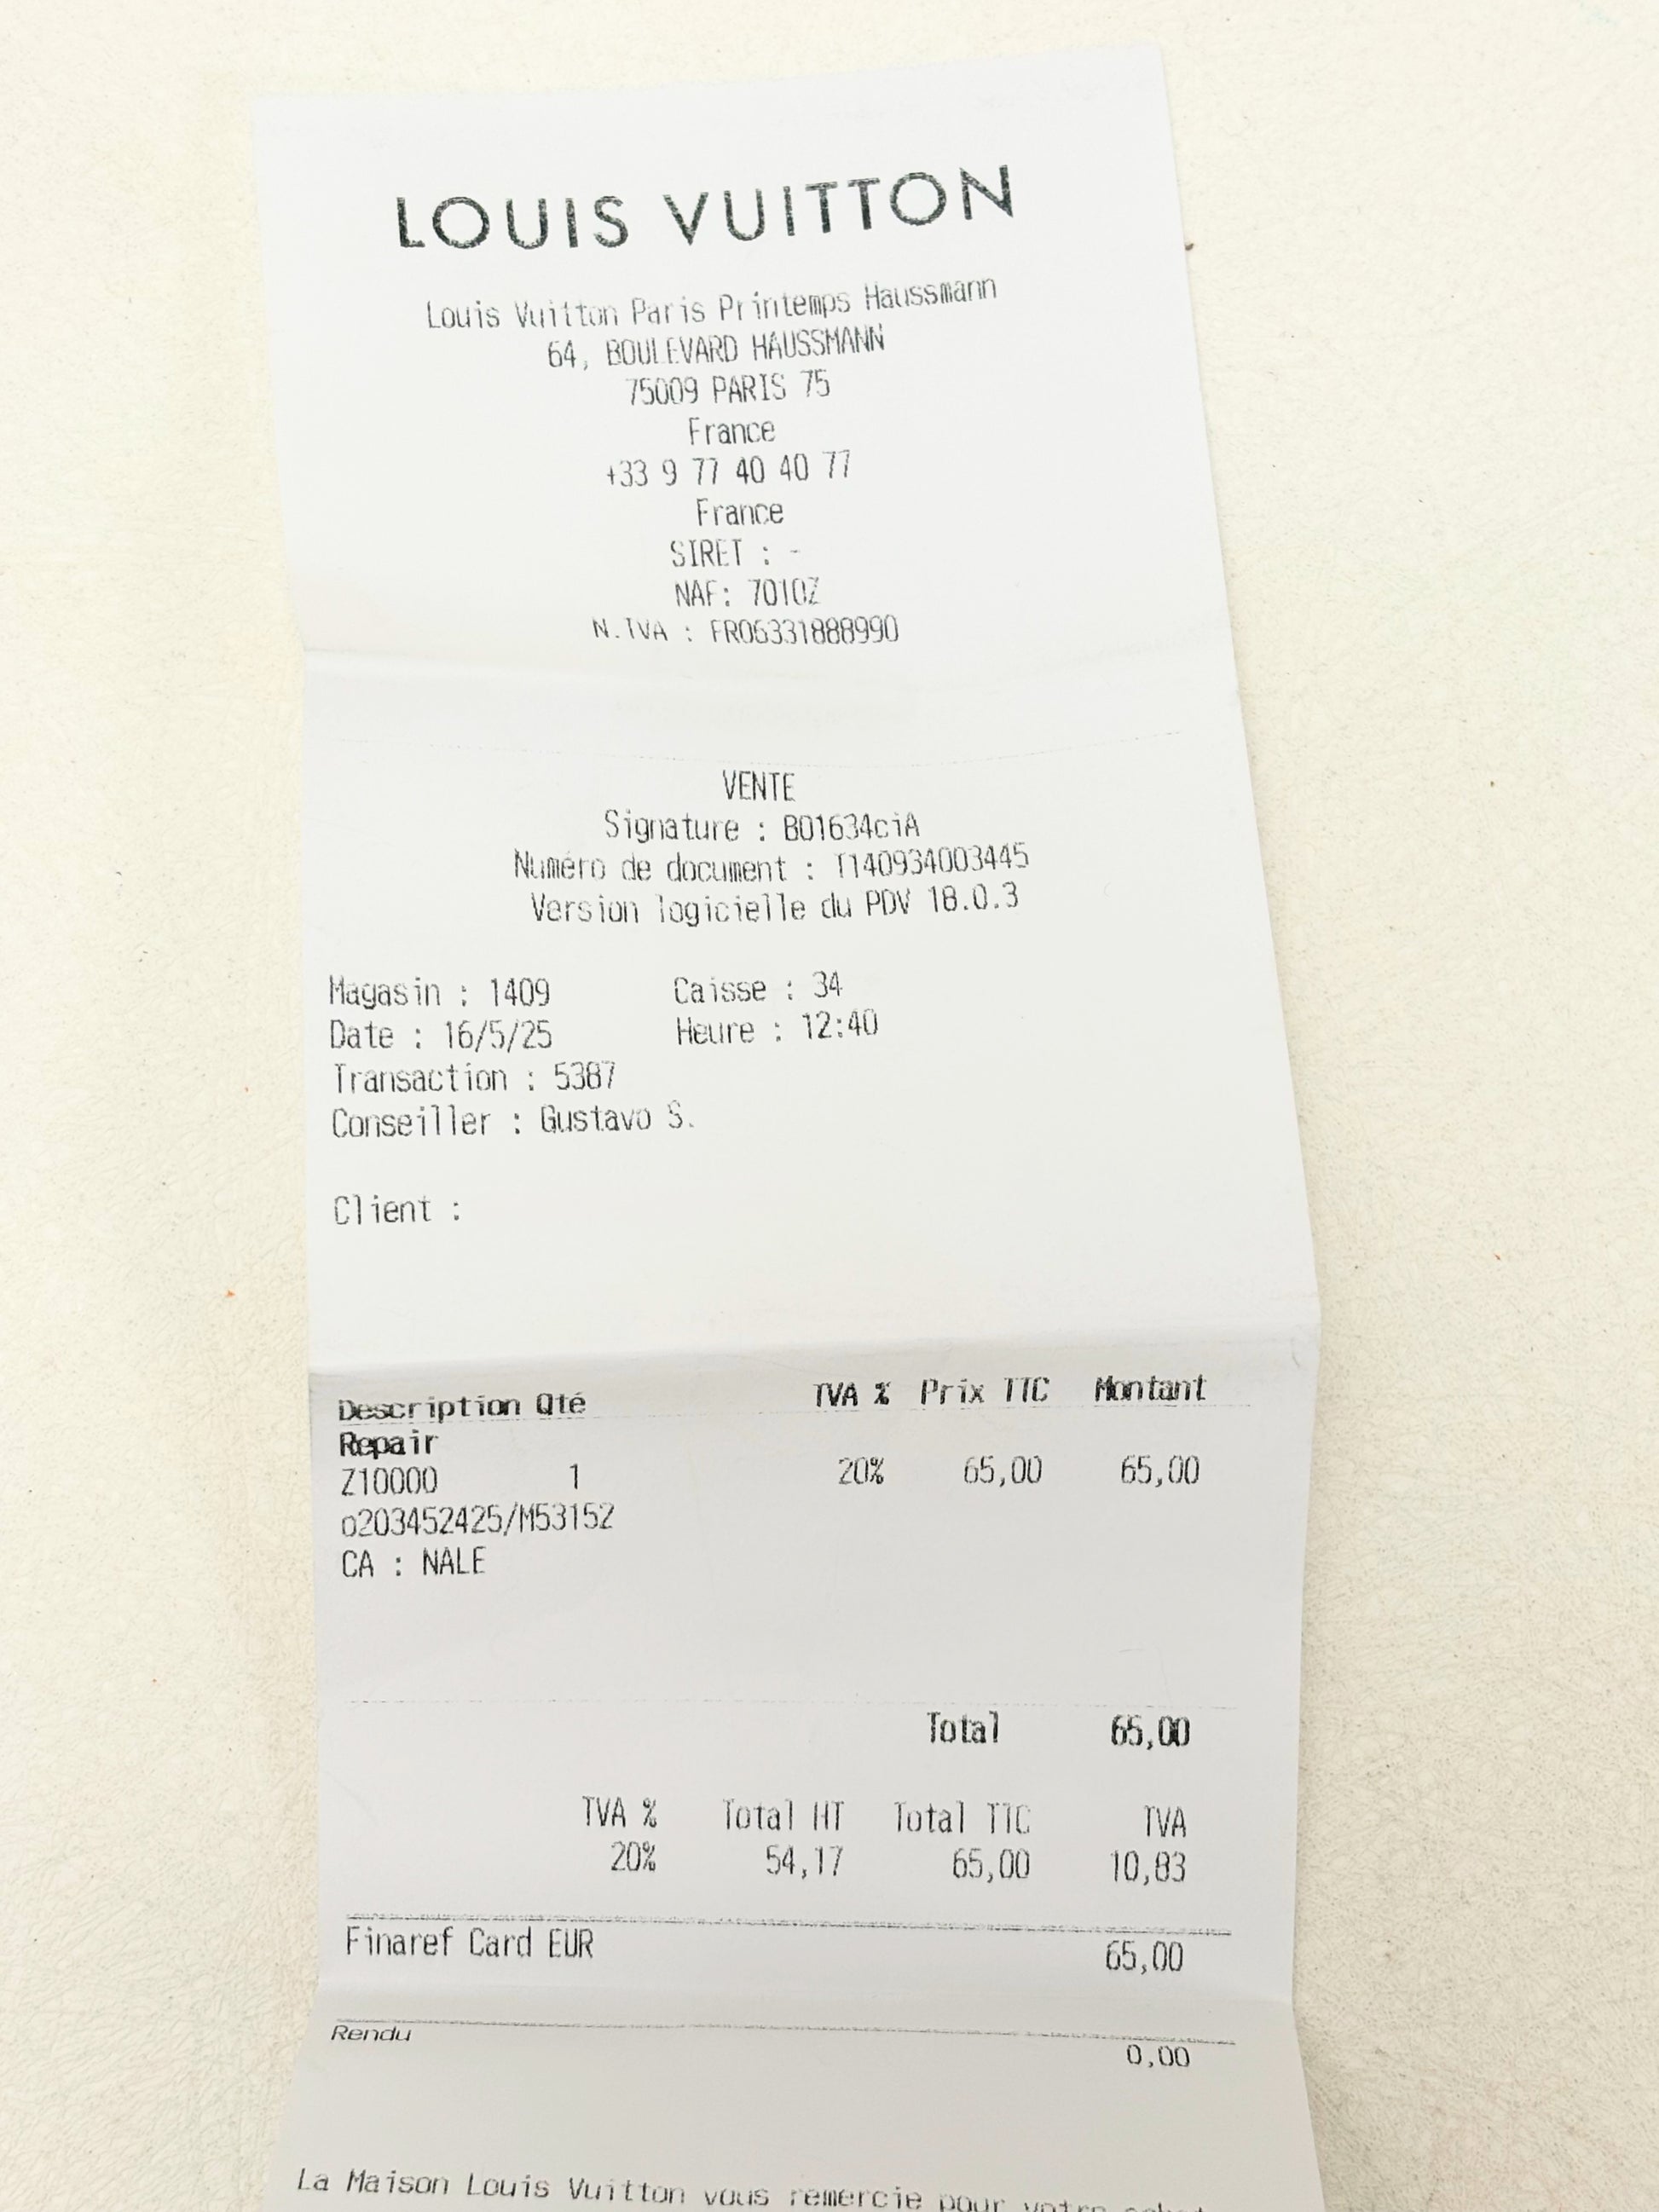 LOUIS VUITTON
Louis Vuitton Paris Printemps Haussmann
64, BOULEVARD HAUSSMANN
75009 PARIS 75
France
+33 9 77 40 40 77
France
SIRET : -
NAF: 7010Z
N.TVA : FR06331888990
VENTE
Signature : B01634ciA
Numéro de document : T140934003445
Version logicielle du PDV 18.0.3
Magasin : 1409 Caisse : 34
Date : 16/5/25 Heure : 12:40
Transaction : 5387
Conseiller : Gustavo S.
Client :
Description Qté TVA % Prix TTC Montant
Repair
Z10000 1 20% 65,00 65,00
o203452425/M53152
CA : NALE
Total 65,00
TVA % Total HT Total TTC TVA
20% 54,17 65,00 10,83
Finaref Card EUR 65,00
Rendu 0,00
La Maison Louis Vuitton vous remercie pour votre achat